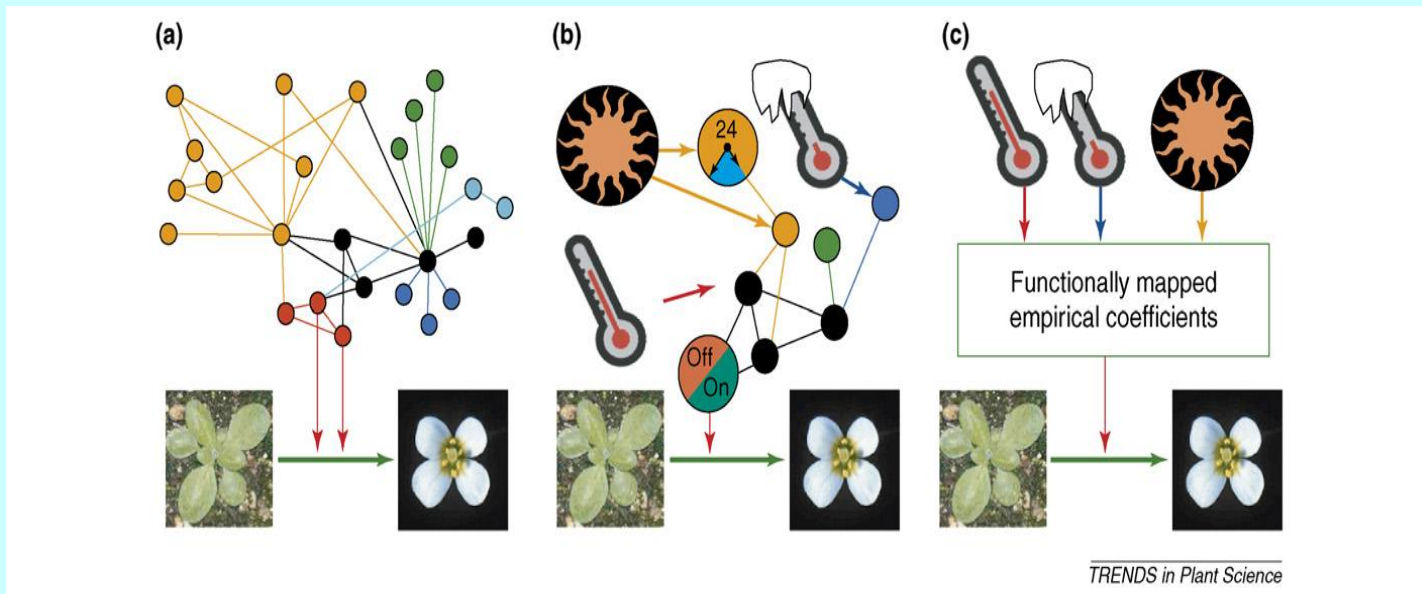 (a)
(b)
(c)
24
Off
On
Functionally mapped
empirical coefficients
TRENDS in Plant Science